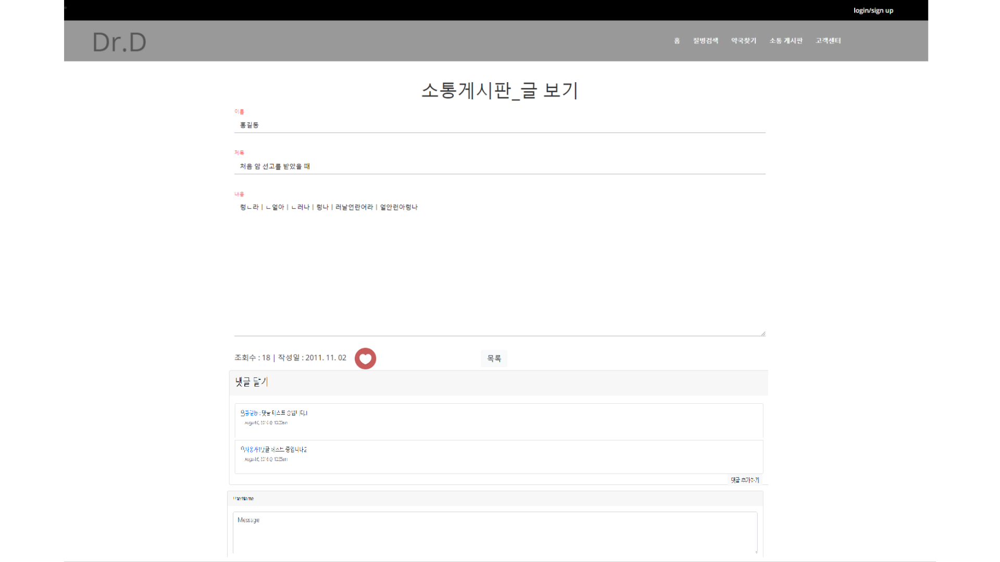 login/sign up
Dr.D
홈 질병검색 약국찾기 소통 게시판 고객센터
소통게시판_글 보기
이름
홍길동
제목
처음 암 선고를 받았을 때
내용
렁ㄴ라ㅣㄴ얼아ㅣㄴ러나ㅣ렁나ㅣ러날언란어라ㅣ얼안런아렁나
조회수 : 18 | 작성일 : 2011. 11. 02
목록
댓글 달기
홍길동 : 댓글 테스트 중입니다.1
사용자1 댓글 테스트 중입니다2
댓글 추가하기
UserName
Message